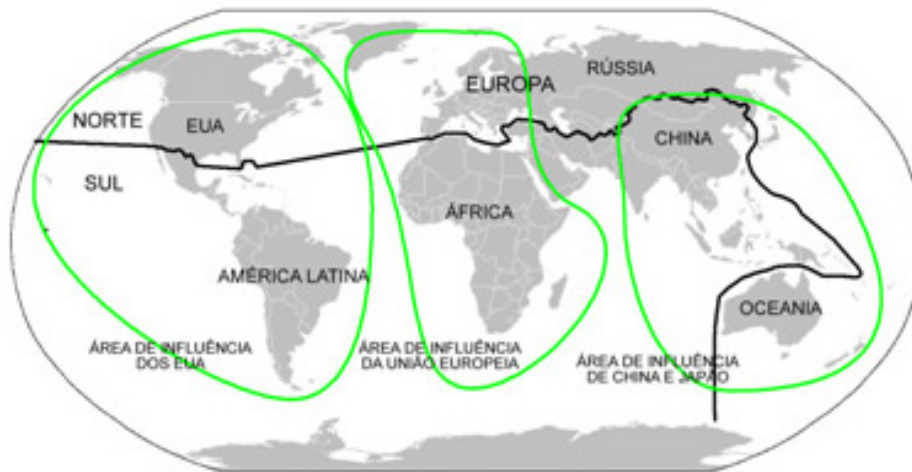 RÚSSIA
EUROPA
NORTE
EUA
CHINA
SUL
ÁFRICA
AMÉRICA LATINA
OCEANIA
ÁREA DE INFLUÊNCIA
DOS EUA
ÁREA DE INFLUÊNCIA
DA UNIÃO EUROPEIA
ÁREA DE INFLUÊNCIA
DE CHINA E JAPÃO